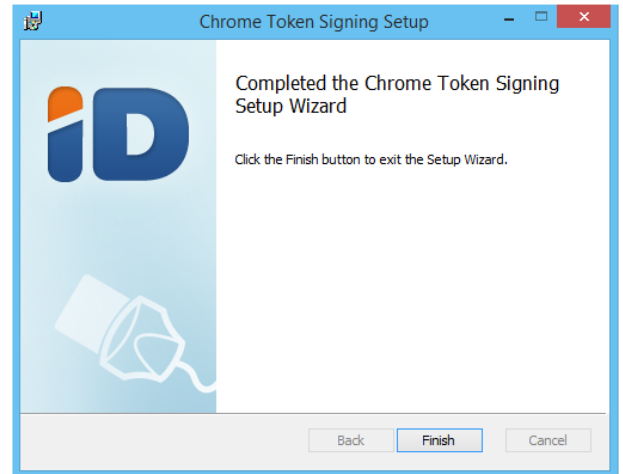 Chrome Token Signing Setup
iD
Completed the Chrome Token Signing
Setup Wizard
Click the Finish button to exit the Setup Wizard.
Back
Finish
Cancel